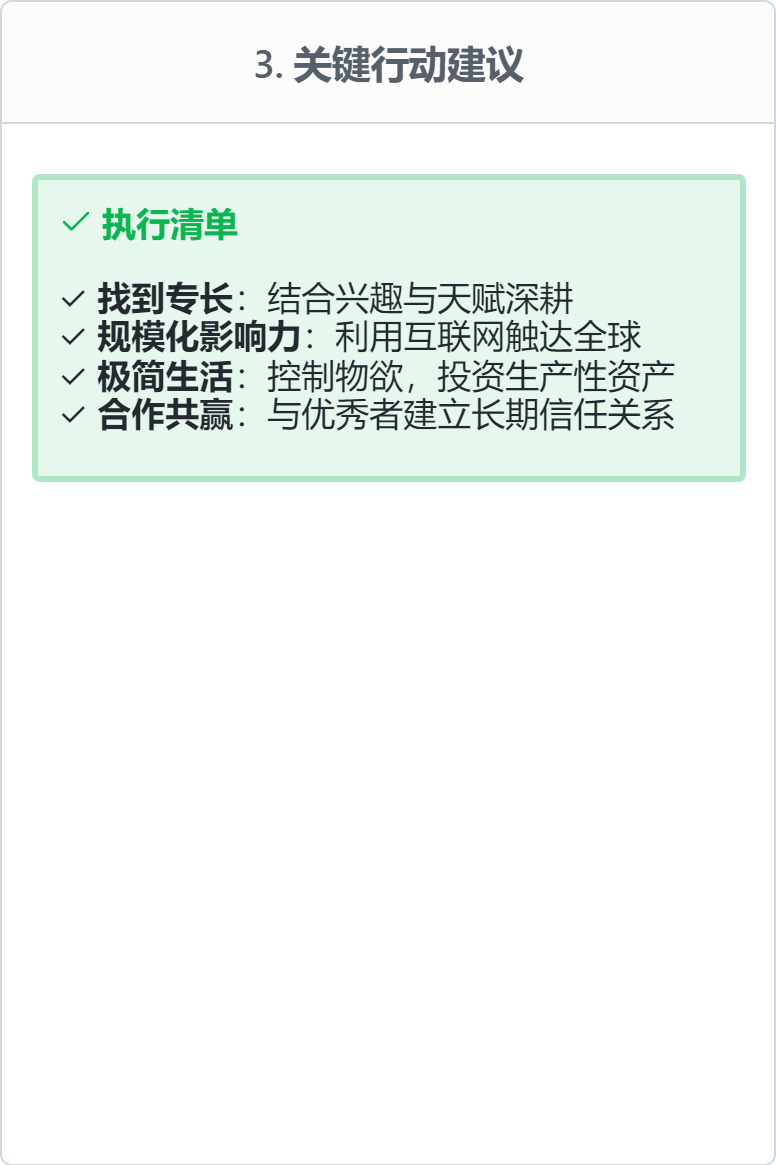 3. 关键行动建议
✓ 执行清单
✓ 找到专长：结合兴趣与天赋深耕
✓ 规模化影响力：利用互联网触达全球
✓ 极简生活：控制物欲，投资生产性资产
✓ 合作共赢：与优秀者建立长期信任关系